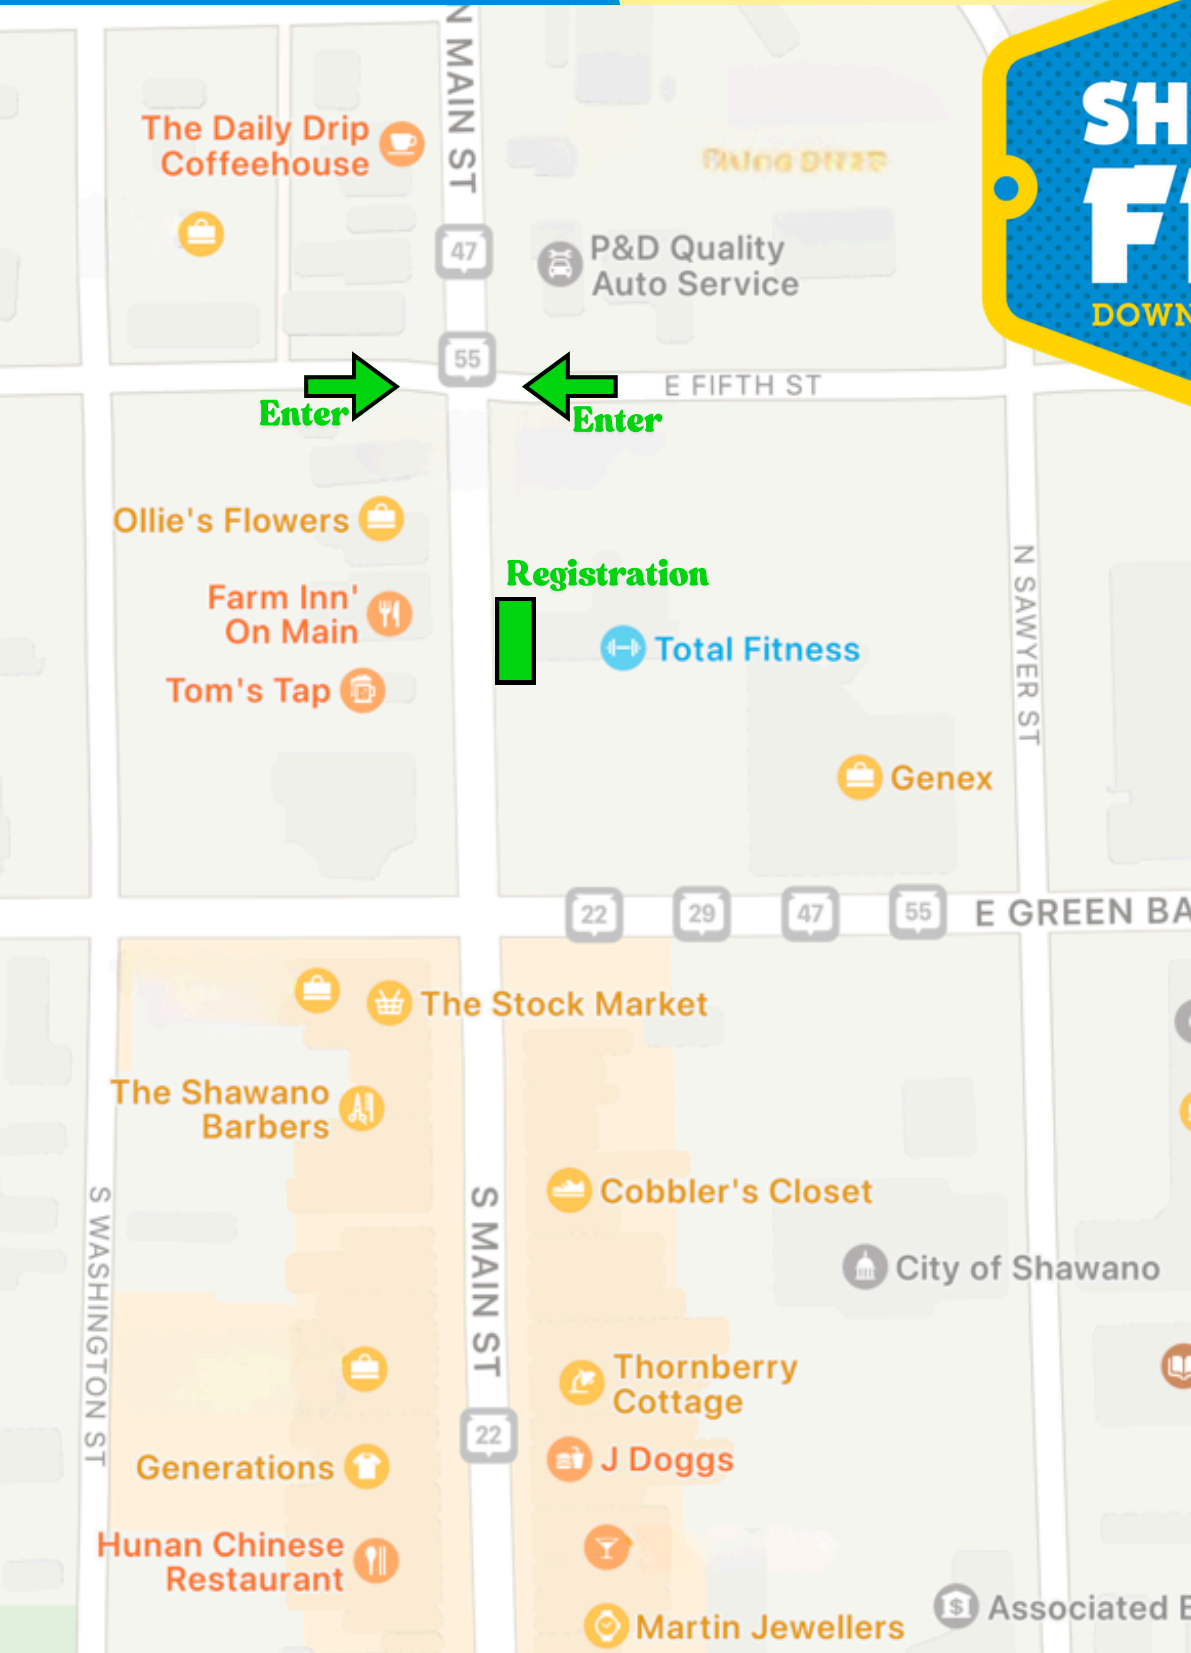 N MAIN ST
SH
The Daily Drip
Coffeehouse
F
47
P&D Quality
Auto Service
DOWN
55
E FIFTH ST
Enter
Enter
Ollie's Flowers
Registration
Farm Inn'
On Main
Total Fitness
N SAWYER ST
Tom's Tap
Genex
22
29
47
55
E GREEN BA
The Stock Market
The Shawano
Barbers
Cobbler's Closet
S WASHINGTON ST
S MAIN ST
City of Shawano
Thornberry
Cottage
22
Generations
J Doggs
Hunan Chinese
Restaurant
Associated
Martin Jewellers